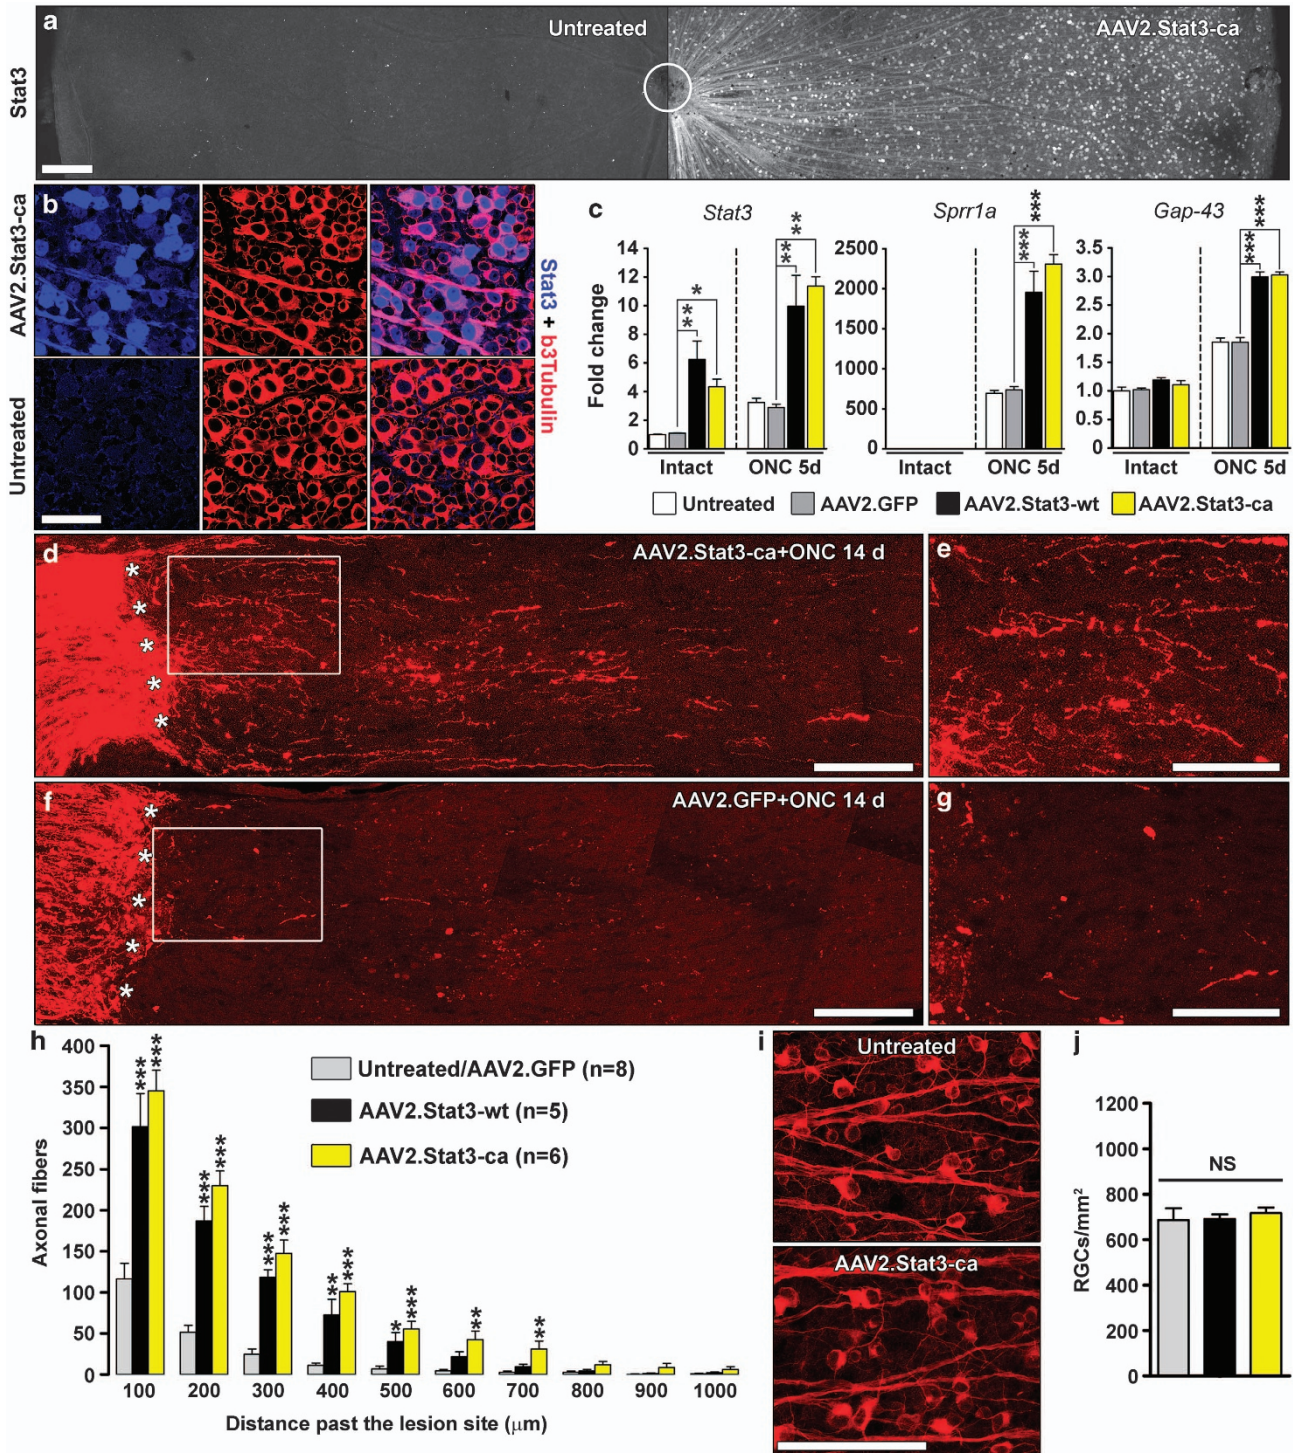 a
Untreated
AAV2.Stat3-ca
Stat3
b
AAV2.Stat3-ca
Untreated
Stat3 + b3Tubulin
c
Stat3
Sprr1a
Gap-43
Fold change
14
12
10
8
6
4
2
0
2500
2000
1500
1000
500
0
3.5
3.0
2.5
2.0
1.5
1.0
0.5
0.0
** * ** **
*** ***
*** ***
Intact ONC 5d
Intact ONC 5d
Intact ONC 5d
Untreated AAV2.GFP AAV2.Stat3-wt AAV2.Stat3-ca
d
AAV2.Stat3-ca+ONC 14 d
* * * * *
e
f
AAV2.GFP+ONC 14 d
* * * * *
g
h
Axonal fibers
400
350
300
250
200
150
100
50
0
*** *** *** *** *** *** ** *** * *** ** **
Untreated/AAV2.GFP (n=8)
AAV2.Stat3-wt (n=5)
AAV2.Stat3-ca (n=6)
100 200 300 400 500 600 700 800 900 1000
Distance past the lesion site (μm)
i
Untreated
AAV2.Stat3-ca
j
RGCs/mm²
1200
1000
800
600
400
200
0
NS